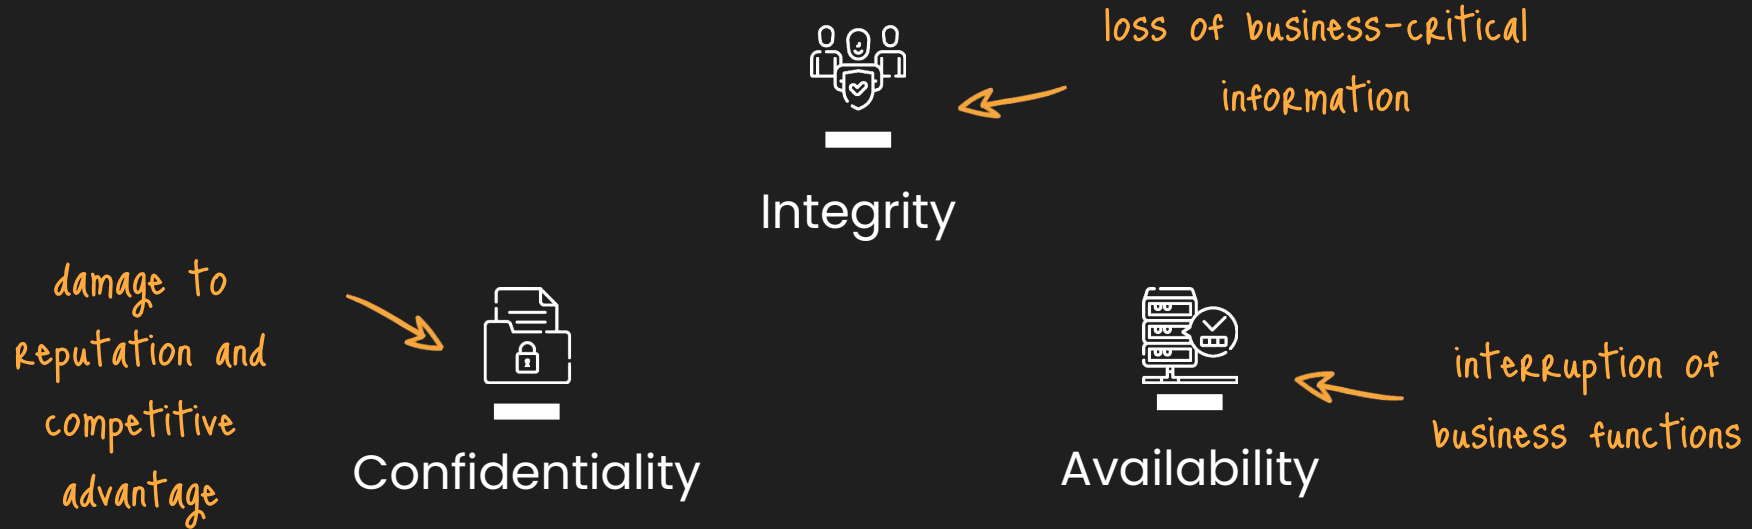 loss of business-critical
information
Integrity
damage to
reputation and
competitive
advantage
Confidentiality
interruption of
business functions
Availability